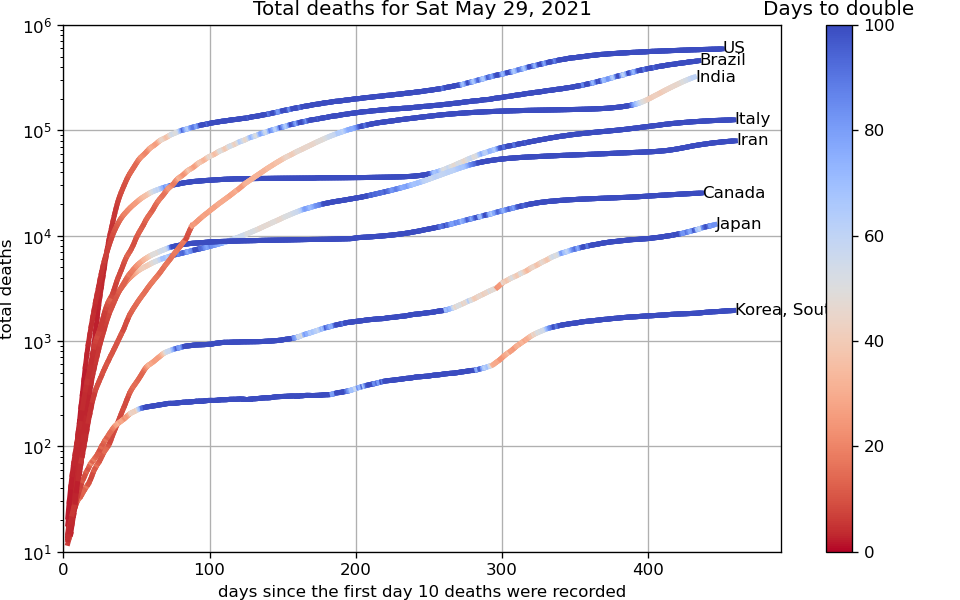 Total deaths for Sat May 29, 2021
Days to double
10^6
10^5
10^4
10^3
10^2
10^1
total deaths
0
100
200
300
400
days since the first day 10 deaths were recorded
US
Brazil
India
Italy
Iran
Canada
Japan
Korea, Sout
100
80
60
40
20
0